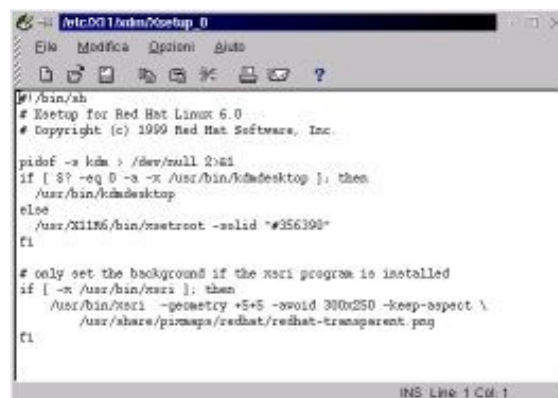 /etc/X11/xdm/Xsetup_0
File Modifica Opzioni Aiuto
#!/bin/sh
# Xsetup for Red Hat Linux 6.0
# Copyright (c) 1999 Red Hat Software, Inc.
pidof -s kdm > /dev/null 2>&1
if [ $? -eq 0 -a -x /usr/bin/kdmdesktop ]; then
/usr/bin/kdmdesktop
else
/usr/X11R6/bin/xsetroot -solid "#356390"
fi
# only set the background if the xsri program is installed
if [ -x /usr/bin/xsri ]; then
/usr/bin/xsri -geometry +5+5 -avoid 300x250 -keep-aspect \
/usr/share/pixmaps/redhat/redhat-transparent.png
fi
INS Line: 1 Col: 1